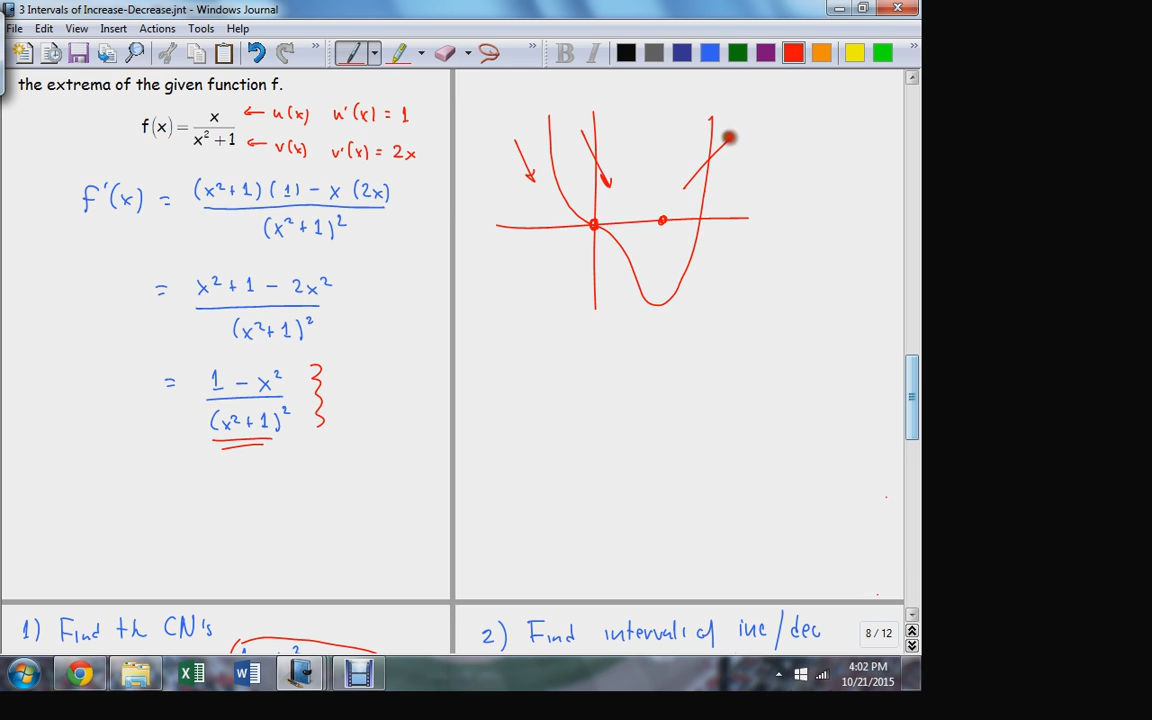 3 Intervals of Increase-Decrease.jnt - Windows Journal
File Edit View Insert Actions Tools Help
B I
the extrema of the given function f.
f(x) = x / (x² + 1)
← u(x) u'(x) = 1
← v(x) v'(x) = 2x
f'(x) = (x²+1)(1) - x(2x) / (x²+1)²
= x²+1 - 2x² / (x²+1)²
= 1 - x² / (x²+1)²
1) Find th CN's
2) Find intervals of inc/dec
8 / 12
4:02 PM
10/21/2015